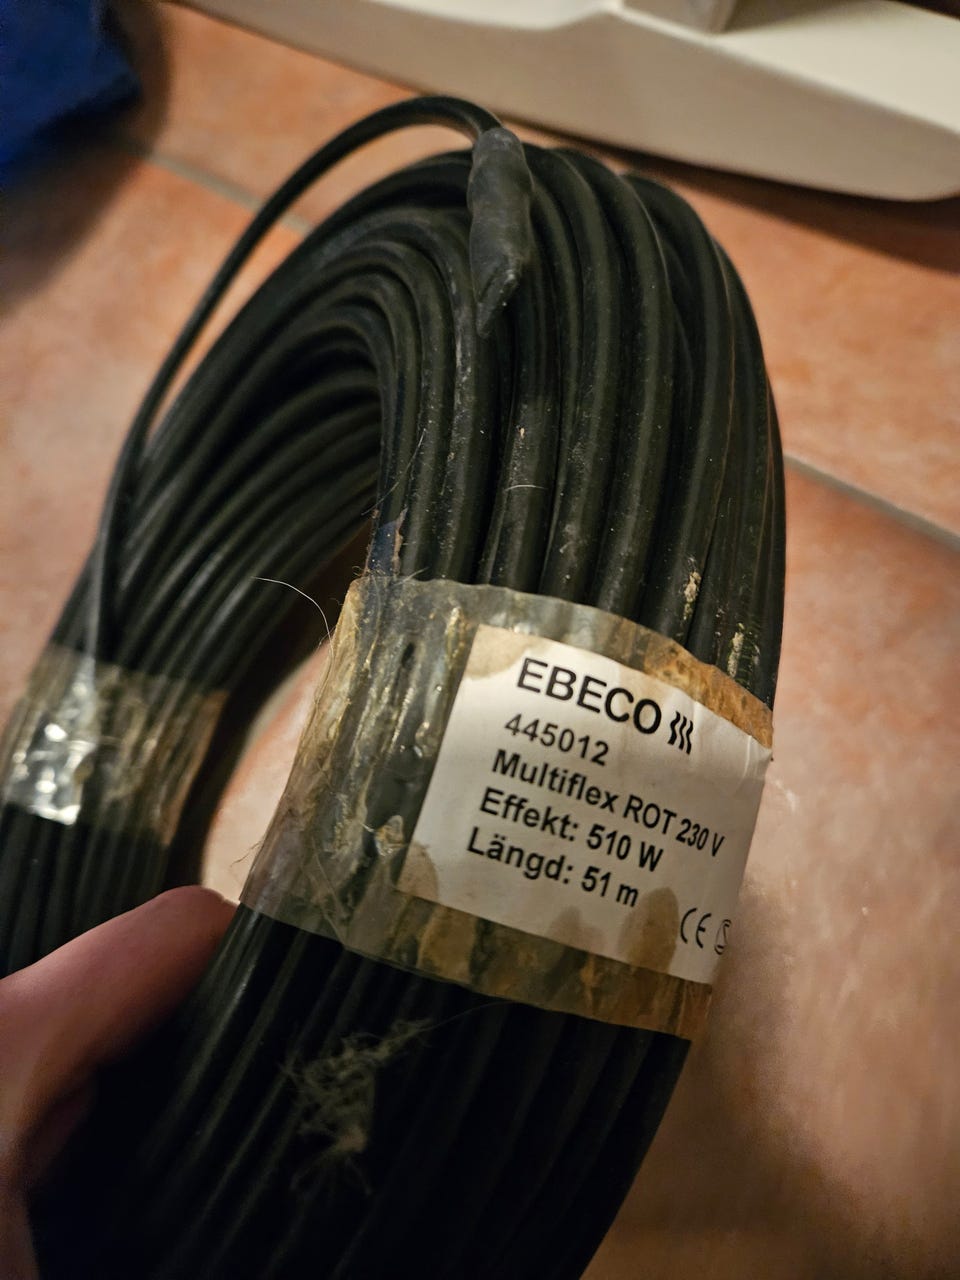 EBECO
445012
Multiflex ROT 230 V
Effekt: 510 W
Längd: 51 m
CE